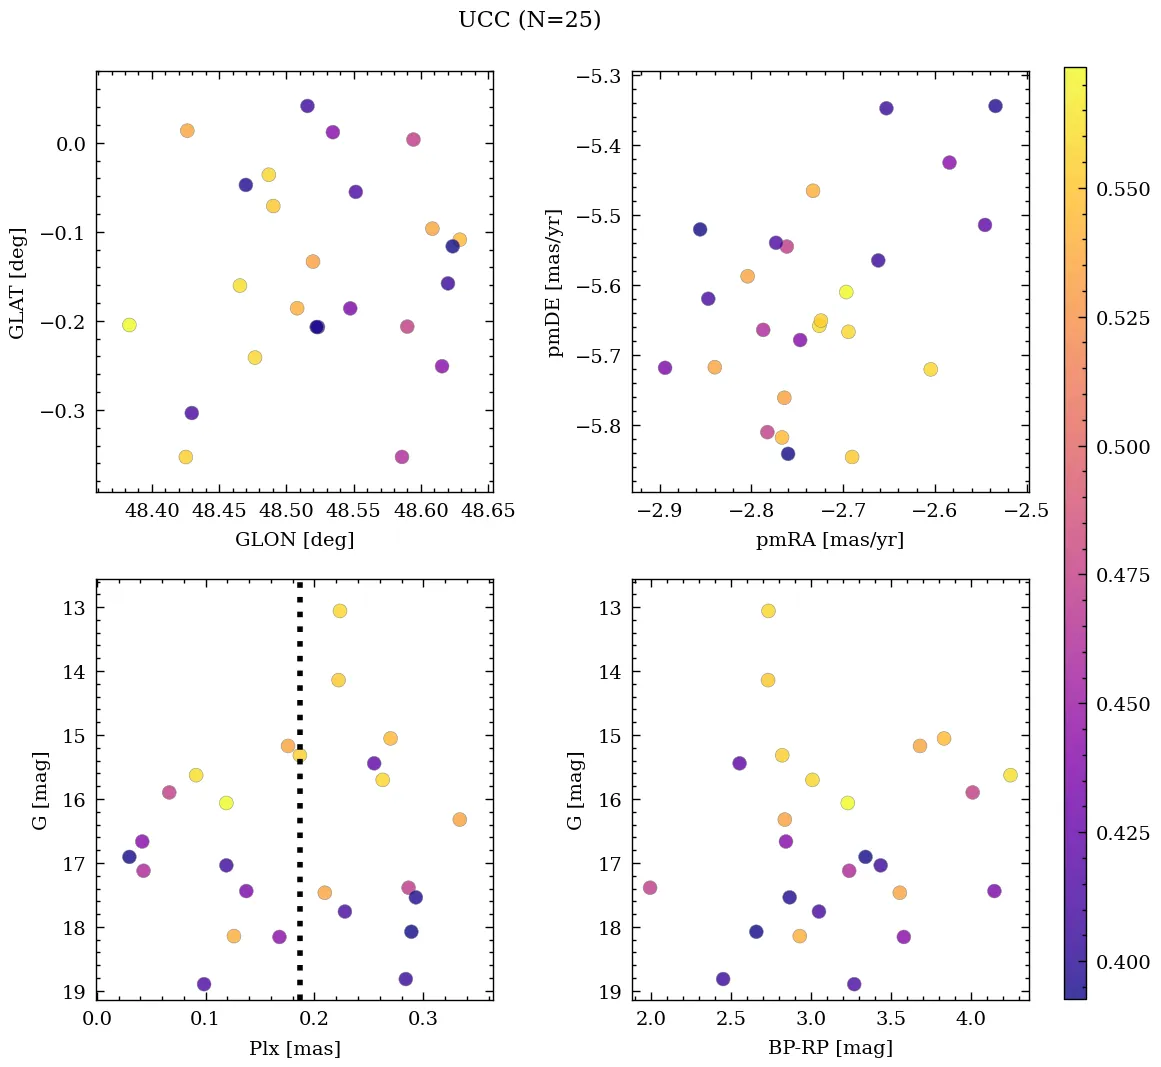 UCC (N=25)
0.0
−0.1
−0.2
−0.3
GLAT [deg]
48.40 48.45 48.50 48.55 48.60 48.65
GLON [deg]
−5.3
−5.4
−5.5
−5.6
−5.7
−5.8
pmDE [mas/yr]
−2.9 −2.8 −2.7 −2.6 −2.5
pmRA [mas/yr]
13
14
15
16
17
18
19
G [mag]
0.0 0.1 0.2 0.3
Plx [mas]
13
14
15
16
17
18
19
G [mag]
2.0 2.5 3.0 3.5 4.0
BP-RP [mag]
0.550
0.525
0.500
0.475
0.450
0.425
0.400